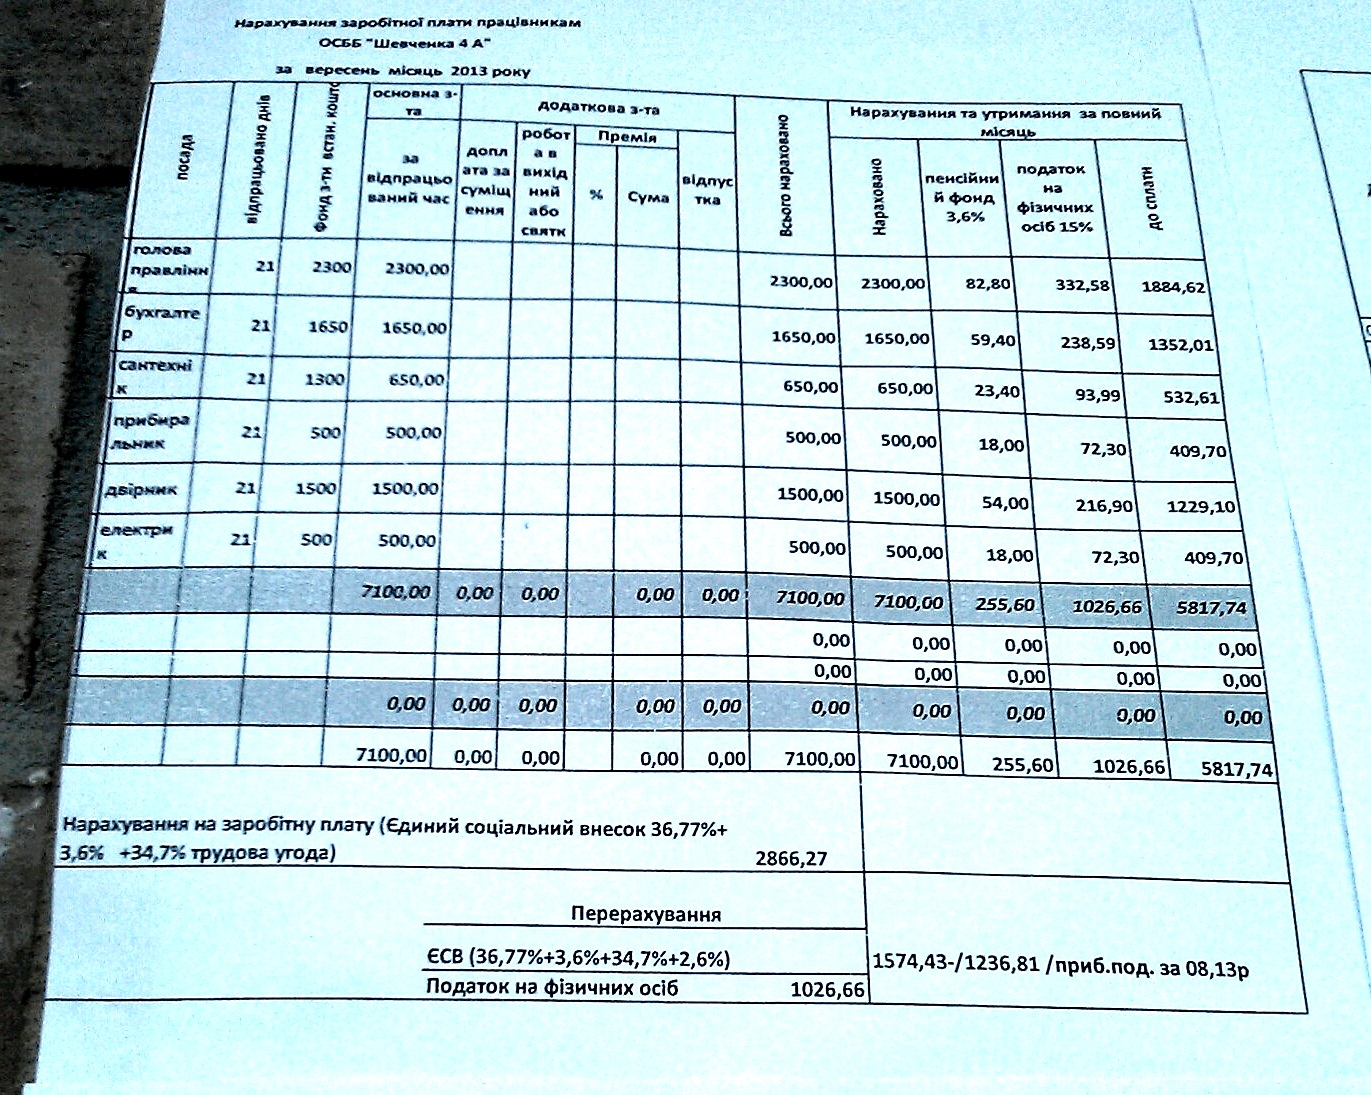 Нарахування заробітної плати працівникам
ОСББ "Шевченка 4 А"
за вересень місяць 2013 року
посада
відпрацьовано днів
Фонд з-ти встан. кошт
основна з-та
за відпрацьований час
додаткова з-та
доплата за суміщення
робота в вихідний або святк
Премія
%
Сума
відпустка
Всього нараховано
Нарахування та утримання за повний місяць
Нараховано
пенсійний фонд 3,6%
податок на фізичних осіб 15%
до сплати
голова правлінн 21 2300 2300,00 2300,00 2300,00 82,80 332,58 1884,62
бухгалтер 21 1650 1650,00 1650,00 1650,00 59,40 238,59 1352,01
сантехнік 21 1300 650,00 650,00 650,00 23,40 93,99 532,61
прибиральник 21 500 500,00 500,00 500,00 18,00 72,30 409,70
двірник 21 1500 1500,00 1500,00 1500,00 54,00 216,90 1229,10
електрик 21 500 500,00 500,00 500,00 18,00 72,30 409,70
7100,00 0,00 0,00 0,00 0,00 7100,00 7100,00 255,60 1026,66 5817,74
0,00 0,00 0,00 0,00 0,00
0,00 0,00 0,00 0,00 0,00
0,00 0,00 0,00 0,00 0,00 0,00 0,00 0,00 0,00 0,00
7100,00 0,00 0,00 0,00 0,00 7100,00 7100,00 255,60 1026,66 5817,74
Нарахування на заробітну плату (Єдиний соціальний внесок 36,77%+
3,6% +34,7% трудова угода) 2866,27
Перерахування
ЄСВ (36,77%+3,6%+34,7%+2,6%) 1574,43-/1236,81 /приб.под. за 08,13р
Податок на фізичних осіб 1026,66